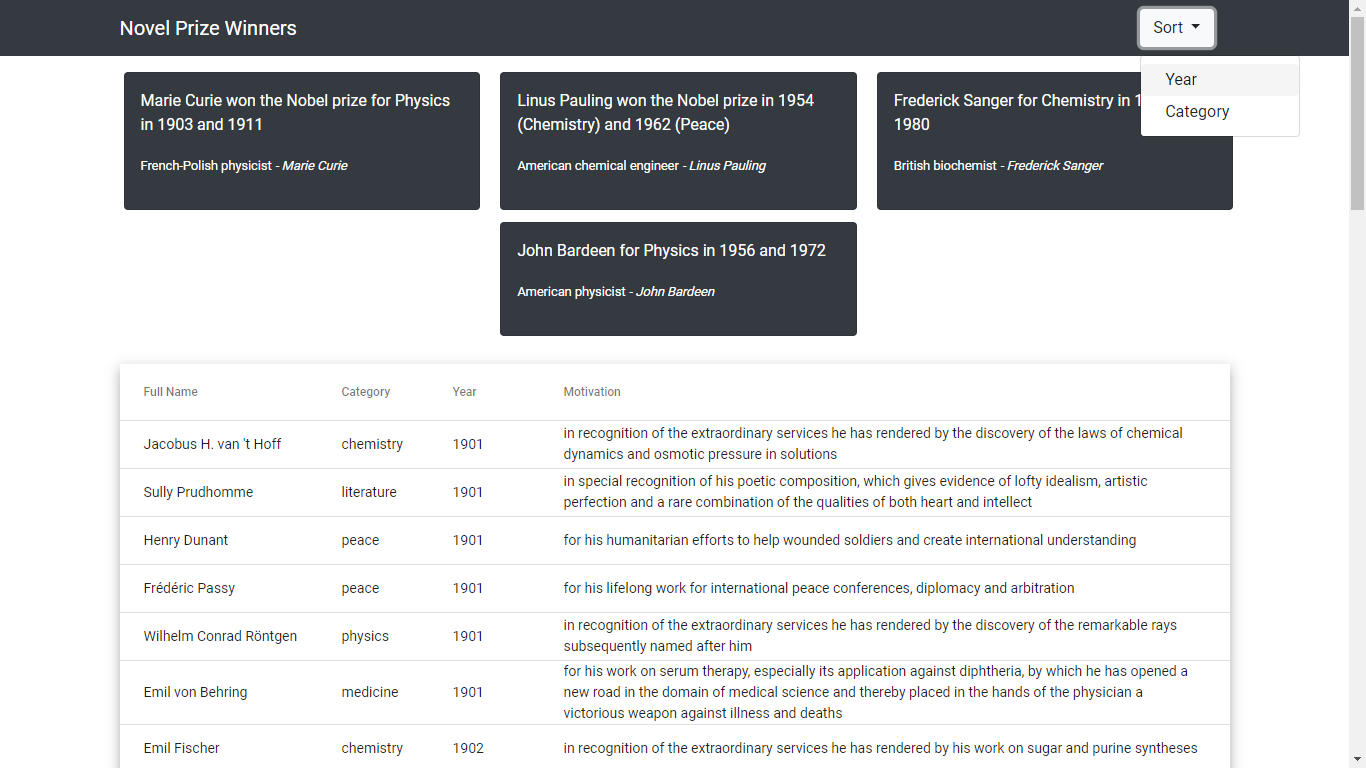 Novel Prize Winners
Sort
Year
Category
Marie Curie won the Nobel prize for Physics
in 1903 and 1911
French-Polish physicist - Marie Curie
Linus Pauling won the Nobel prize in 1954
(Chemistry) and 1962 (Peace)
American chemical engineer - Linus Pauling
Frederick Sanger for Chemistry in
1980
British biochemist - Frederick Sanger
John Bardeen for Physics in 1956 and 1972
American physicist - John Bardeen
Full Name Category Year Motivation
Jacobus H. van 't Hoff chemistry 1901 in recognition of the extraordinary services he has rendered by the discovery of the laws of chemical
dynamics and osmotic pressure in solutions
Sully Prudhomme literature 1901 in special recognition of his poetic composition, which gives evidence of lofty idealism, artistic
perfection and a rare combination of the qualities of both heart and intellect
Henry Dunant peace 1901 for his humanitarian efforts to help wounded soldiers and create international understanding
Frédéric Passy peace 1901 for his lifelong work for international peace conferences, diplomacy and arbitration
Wilhelm Conrad Röntgen physics 1901 in recognition of the extraordinary services he has rendered by the discovery of the remarkable rays
subsequently named after him
Emil von Behring medicine 1901 for his work on serum therapy, especially its application against diphtheria, by which he has opened a
new road in the domain of medical science and thereby placed in the hands of the physician a
victorious weapon against illness and deaths
Emil Fischer chemistry 1902 in recognition of the extraordinary services he has rendered by his work on sugar and purine syntheses